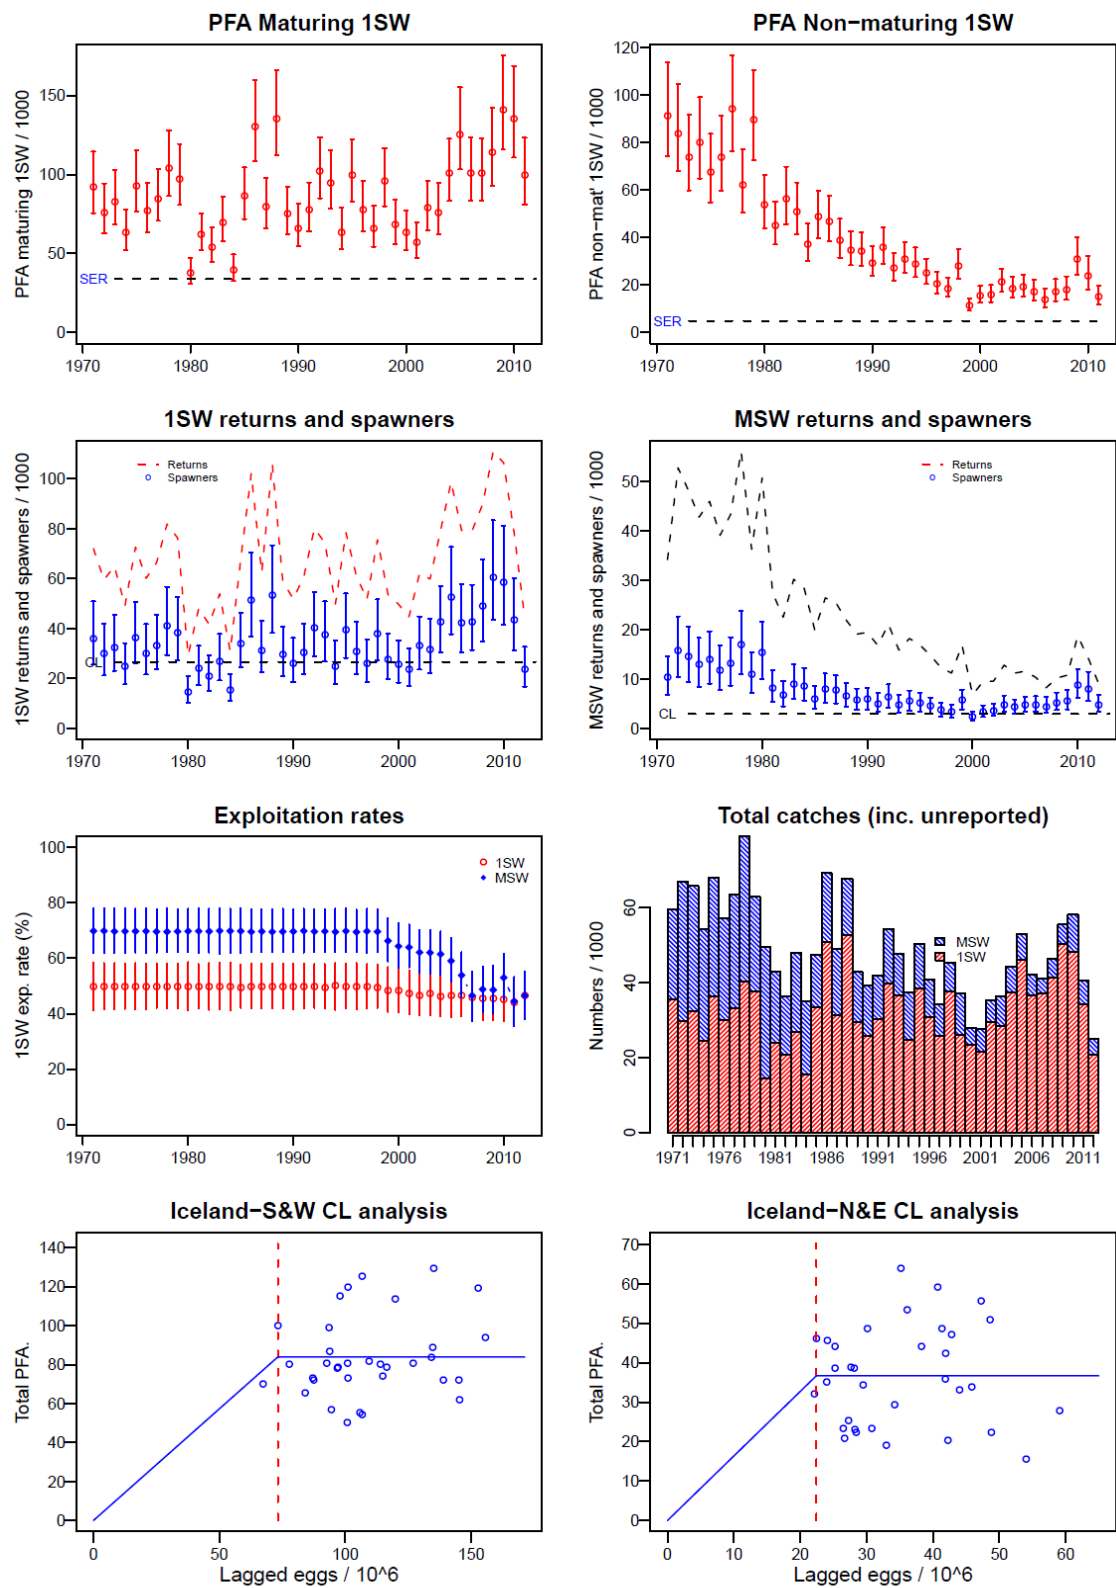 PFA Maturing 1SW
PFA maturing 1SW / 1000
150
100
50
0
SER
1970 1980 1990 2000 2010
PFA Non−maturing 1SW
PFA non−mat' 1SW / 1000
120
100
80
60
40
20
0
SER
1970 1980 1990 2000 2010
1SW returns and spawners
1SW returns and spawners / 1000
100
80
60
40
20
0
Returns
Spawners
CL
1970 1980 1990 2000 2010
MSW returns and spawners
MSW returns and spawners / 1000
50
40
30
20
10
0
Returns
Spawners
CL
1970 1980 1990 2000 2010
Exploitation rates
1SW exp. rate (%)
100
80
60
40
20
0
1SW
MSW
1970 1980 1990 2000 2010
Total catches (inc. unreported)
Numbers / 1000
60
40
20
0
MSW
1SW
1971 1976 1981 1986 1991 1996 2001 2006 2011
Iceland−S&W CL analysis
Total PFA.
140
120
100
80
60
40
20
0
0 50 100 150
Lagged eggs / 10^6
Iceland−N&E CL analysis
Total PFA.
70
60
50
40
30
20
10
0
0 10 20 30 40 50 60
Lagged eggs / 10^6